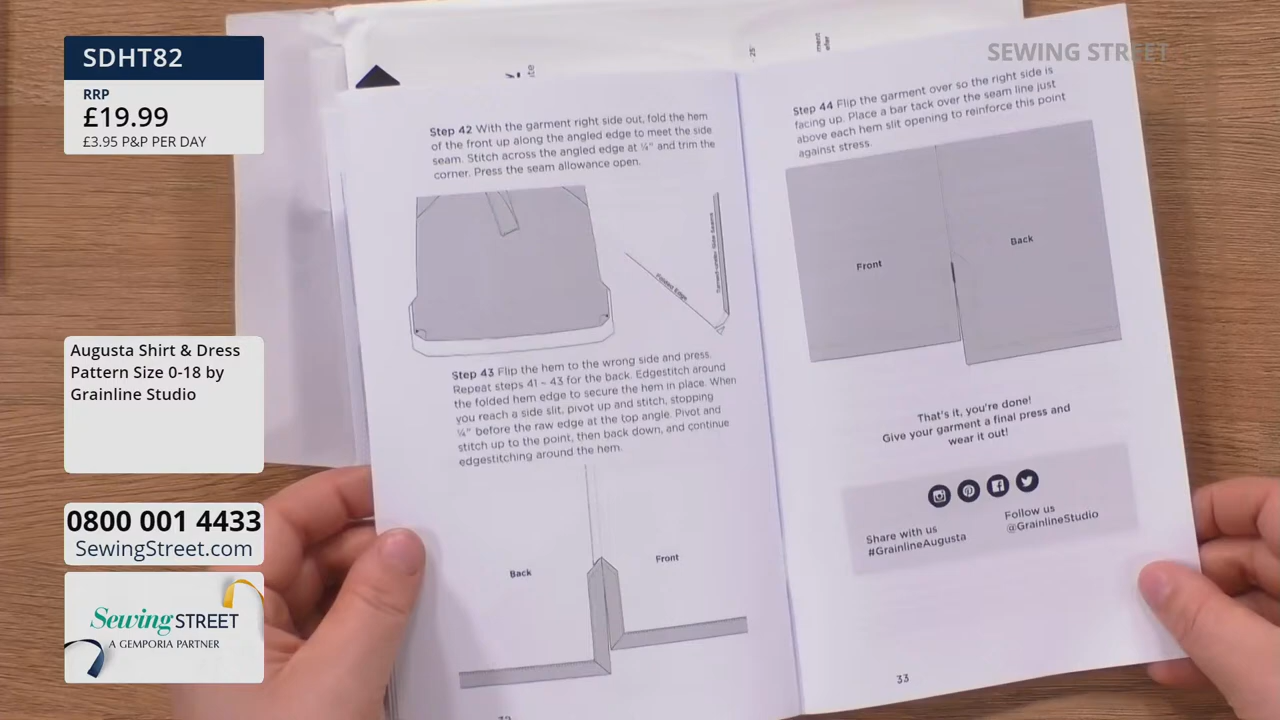 SDHT82
RRP
£19.99
£3.95 P&P PER DAY
Augusta Shirt & Dress
Pattern Size 0-18 by
Grainline Studio
0800 001 4433
SewingStreet.com
Sewing STREET
A GEMPORIA PARTNER
SEWING STREET
Step 42 With the garment right side out, fold the hem
of the front up along the angled edge to meet the side
seam. Stitch across the angled edge at ¼" and trim the
corner. Press the seam allowance open.
Folded Edge
Turned-under Side Seams
Step 43 Flip the hem to the wrong side and press.
Repeat steps 41 – 43 for the back. Edgestitch around
the folded hem edge to secure the hem in place. When
you reach a side slit, pivot up and stitch, stopping
¼" before the raw edge at the top angle. Pivot and
stitch up to the point, then back down, and continue
edgestitching around the hem.
Back
Front
Step 44 Flip the garment over so the right side is
facing up. Place a bar tack over the seam line just
above each hem slit opening to reinforce this point
against stress.
Front
Back
That's it, you're done!
Give your garment a final press and
wear it out!
Share with us
#GrainlineAugusta
Follow us
@GrainlineStudio
33